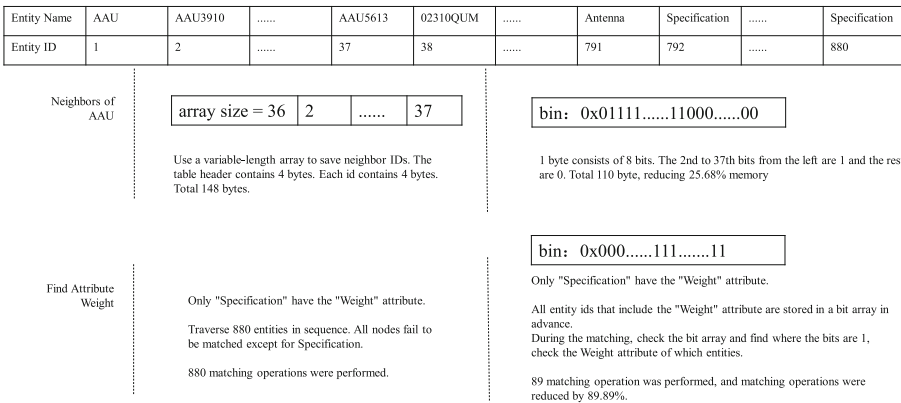 Entity Name AAU AAU3910 ...... AAU5613 02310QUM ...... Antenna Specification ...... Specification
Entity ID 1 2 ...... 37 38 ...... 791 792 ...... 880
Neighbors of
AAU
array size = 36 2 ...... 37
Use a variable-length array to save neighbor IDs. The
table header contains 4 bytes. Each id contains 4 bytes.
Total 148 bytes.
bin: 0x01111......11000......00
1 byte consists of 8 bits. The 2nd to 37th bits from the left are 1 and the res
are 0. Total 110 byte, reducing 25.68% memory
Find Attribute
Weight
Only "Specification" have the "Weight" attribute.
Traverse 880 entities in sequence. All nodes fail to
be matched except for Specification.
880 matching operations were performed.
bin: 0x000......111.......11
Only "Specification" have the "Weight" attribute.
All entity ids that include the "Weight" attribute are stored in a bit array in
advance.
During the matching, check the bit array and find where the bits are 1,
check the Weight attribute of which entities.
89 matching operation was performed, and matching operations were
reduced by 89.89%.